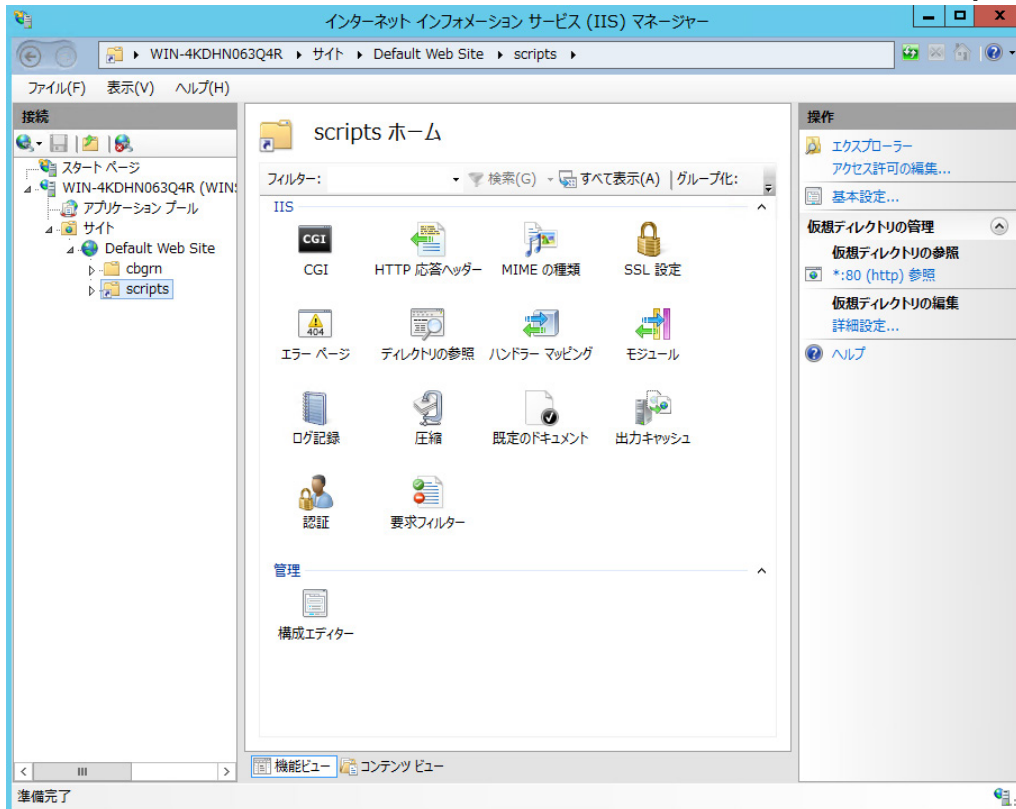 インターネット インフォメーション サービス (IIS) マネージャー
WIN-4KDHN063Q4R ▸ サイト ▸ Default Web Site ▸ scripts ▸
ファイル(F) 表示(V) ヘルプ(H)
接続
スタート ページ
WIN-4KDHN063Q4R (WIN
アプリケーション プール
サイト
Default Web Site
cbgrn
scripts
scripts ホーム
フィルター: 検索(G) すべて表示(A) グループ化:
IIS
CGI
CGI HTTP 応答ヘッダー MIME の種類 SSL 設定
404
エラー ページ ディレクトリの参照 ハンドラー マッピング モジュール
ログ記録 圧縮 既定のドキュメント 出力キャッシュ
認証 要求フィルター
管理
構成エディター
機能ビュー コンテンツ ビュー
操作
エクスプローラー
アクセス許可の編集...
基本設定...
仮想ディレクトリの管理
仮想ディレクトリの参照
*:80 (http) 参照
仮想ディレクトリの編集
詳細設定...
ヘルプ
準備完了